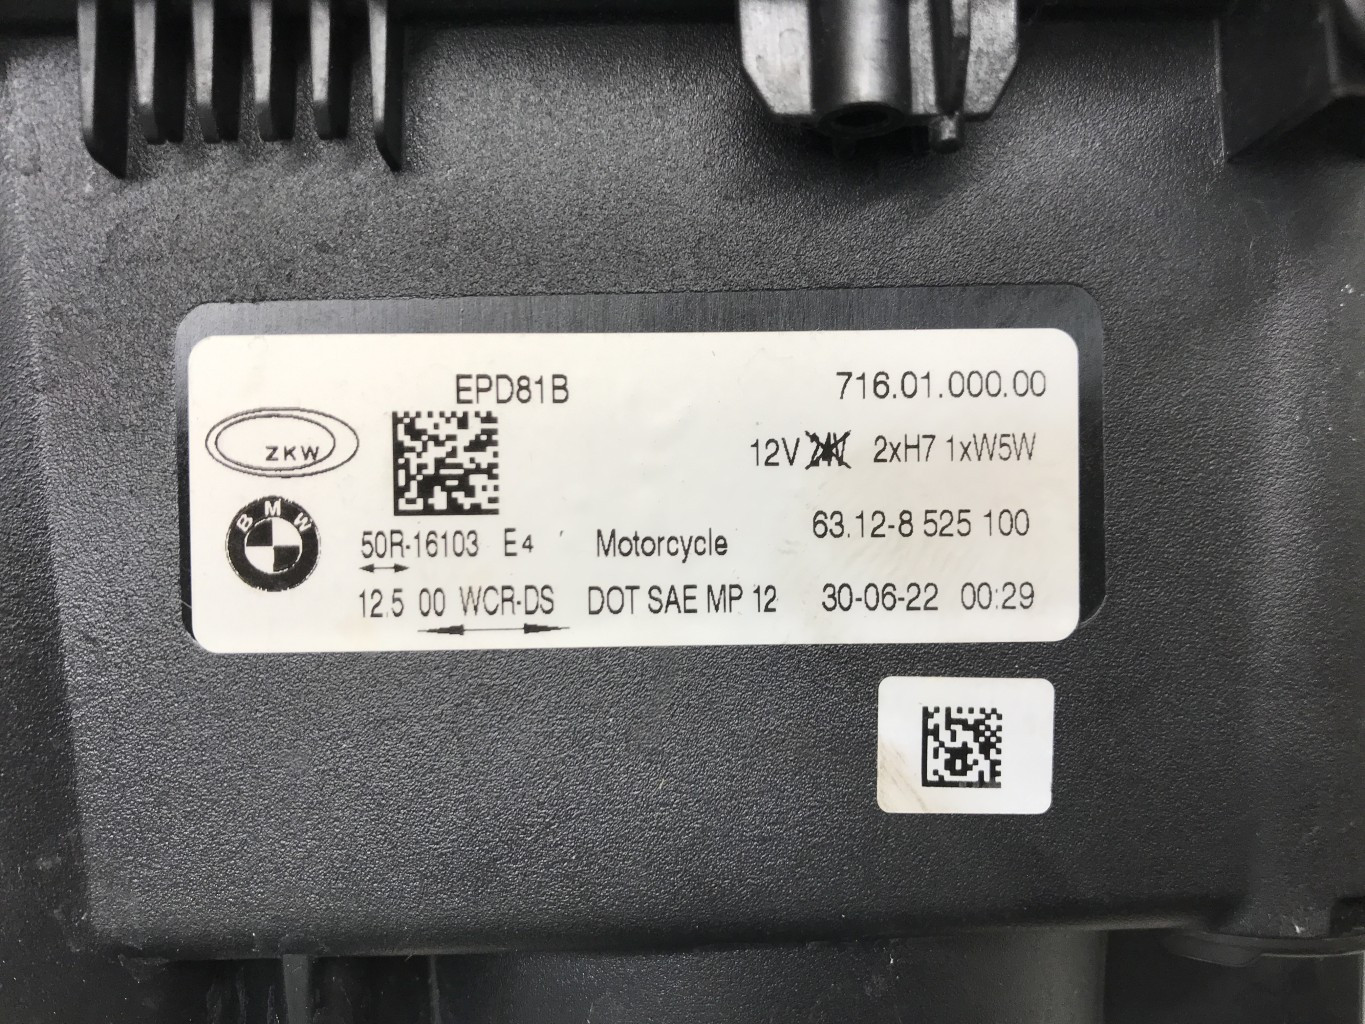 EPD81B 716.01.000.00
ZKW
12V 24V 2xH7 1xW5W
BMW
50R-16103 E4 Motorcycle 63.12-8 525 100
12.5 00 WCR-DS DOT SAE MP 12 30-06-22 00:29